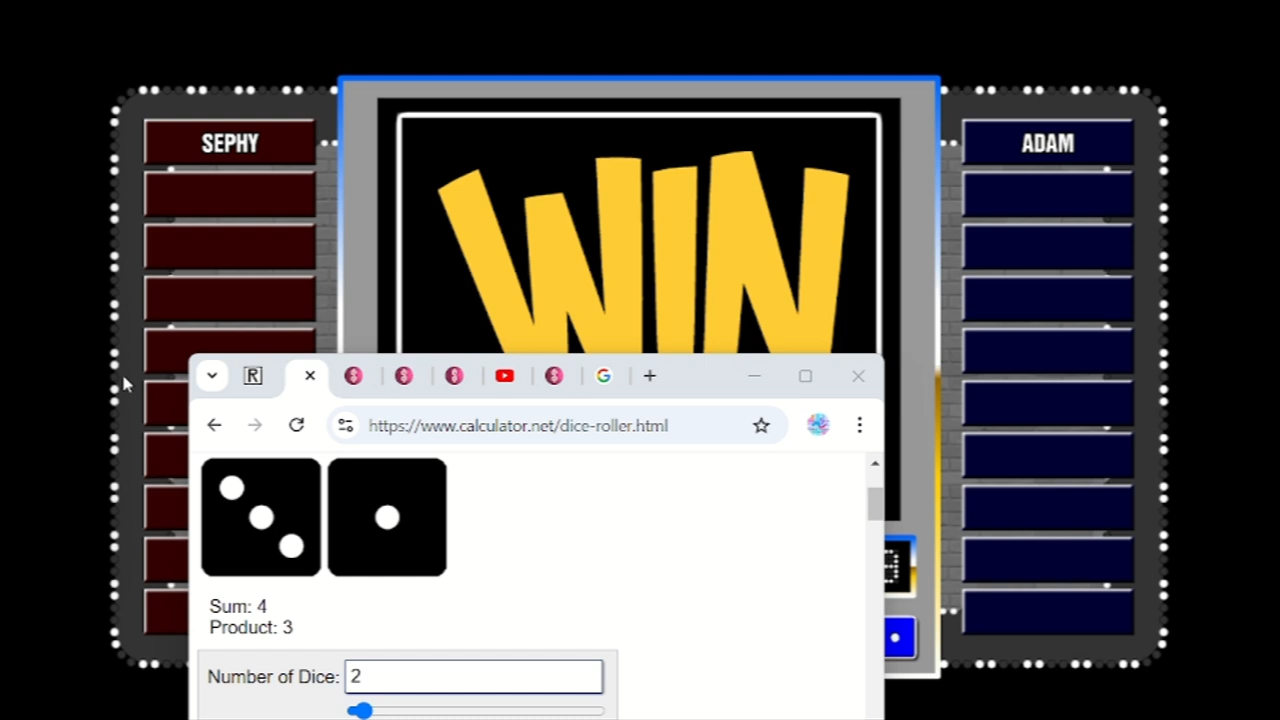 SEPHY
ADAM
WIN
https://www.calculator.net/dice-roller.html
Sum: 4
Product: 3
Number of Dice: 2